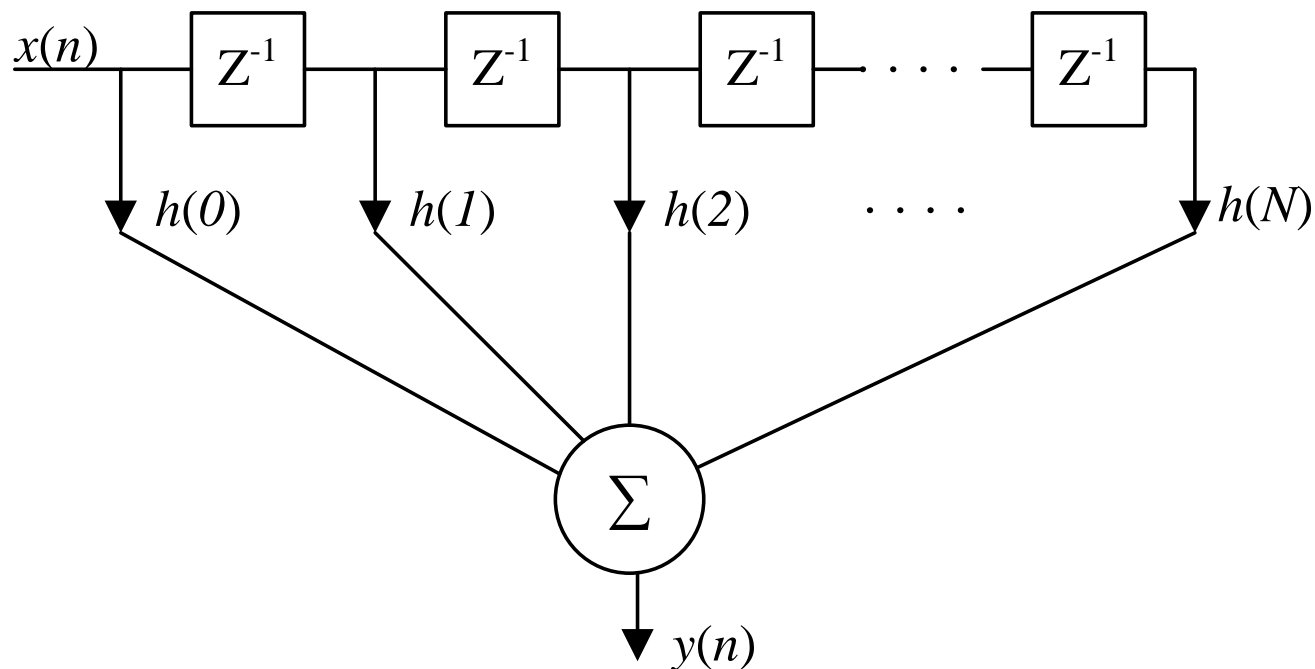 x(n)
Z⁻¹ Z⁻¹ Z⁻¹ . . . . Z⁻¹
h(0) h(1) h(2) . . . . h(N)
∑
y(n)